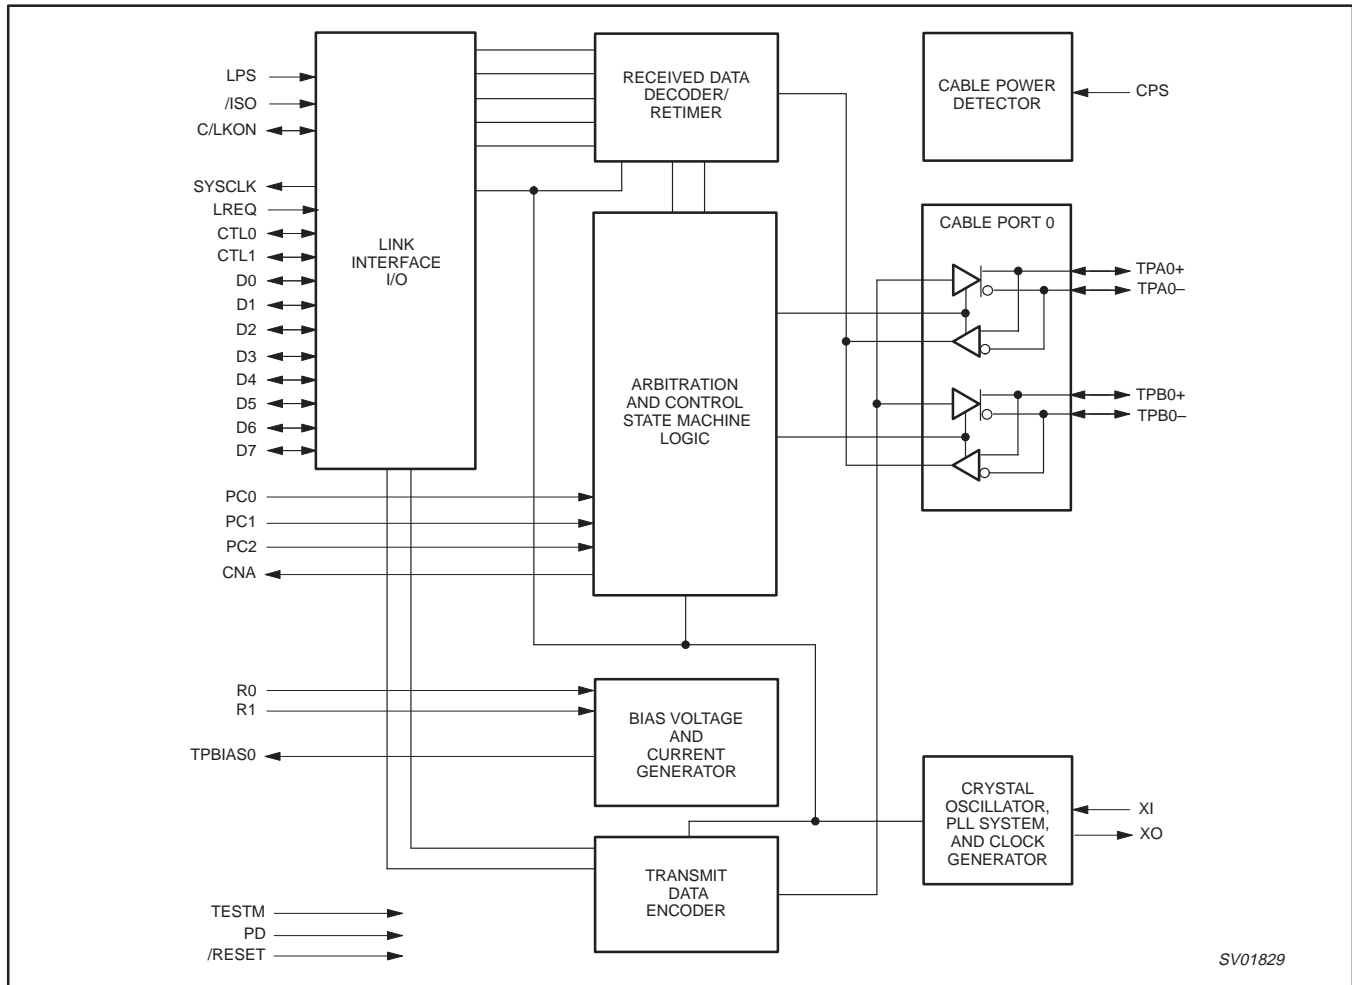 LPS
/ISO
C/LKON
SYSCLK
LREQ
CTL0
CTL1
D0
D1
D2
D3
D4
D5
D6
D7
LINK
INTERFACE
I/O
RECEIVED DATA
DECODER/
RETIMER
CABLE POWER
DETECTOR
CPS
CABLE PORT 0
TPA0+
TPA0–
TPB0+
TPB0–
ARBITRATION
AND CONTROL
STATE MACHINE
LOGIC
PC0
PC1
PC2
CNA
R0
R1
TPBIAS0
BIAS VOLTAGE
AND
CURRENT
GENERATOR
CRYSTAL
OSCILLATOR,
PLL SYSTEM,
AND CLOCK
GENERATOR
XI
XO
TRANSMIT
DATA
ENCODER
TESTM
PD
/RESET
SV01829